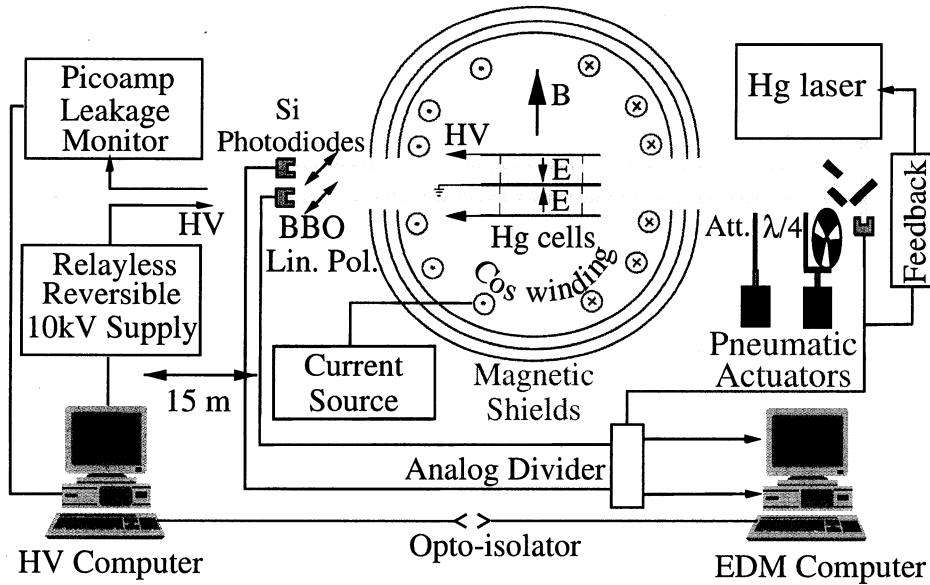 Picoamp
Leakage
Monitor
Si
Photodiodes
HV
B
HV
E
E
Hg cells
Cos winding
BBO
Lin. Pol.
HV
Relayless
Reversible
10kV Supply
15 m
Current
Source
Magnetic
Shields
Hg laser
Feedback
Att.
λ/4
Pneumatic
Actuators
Analog Divider
Opto-isolator
HV Computer
EDM Computer